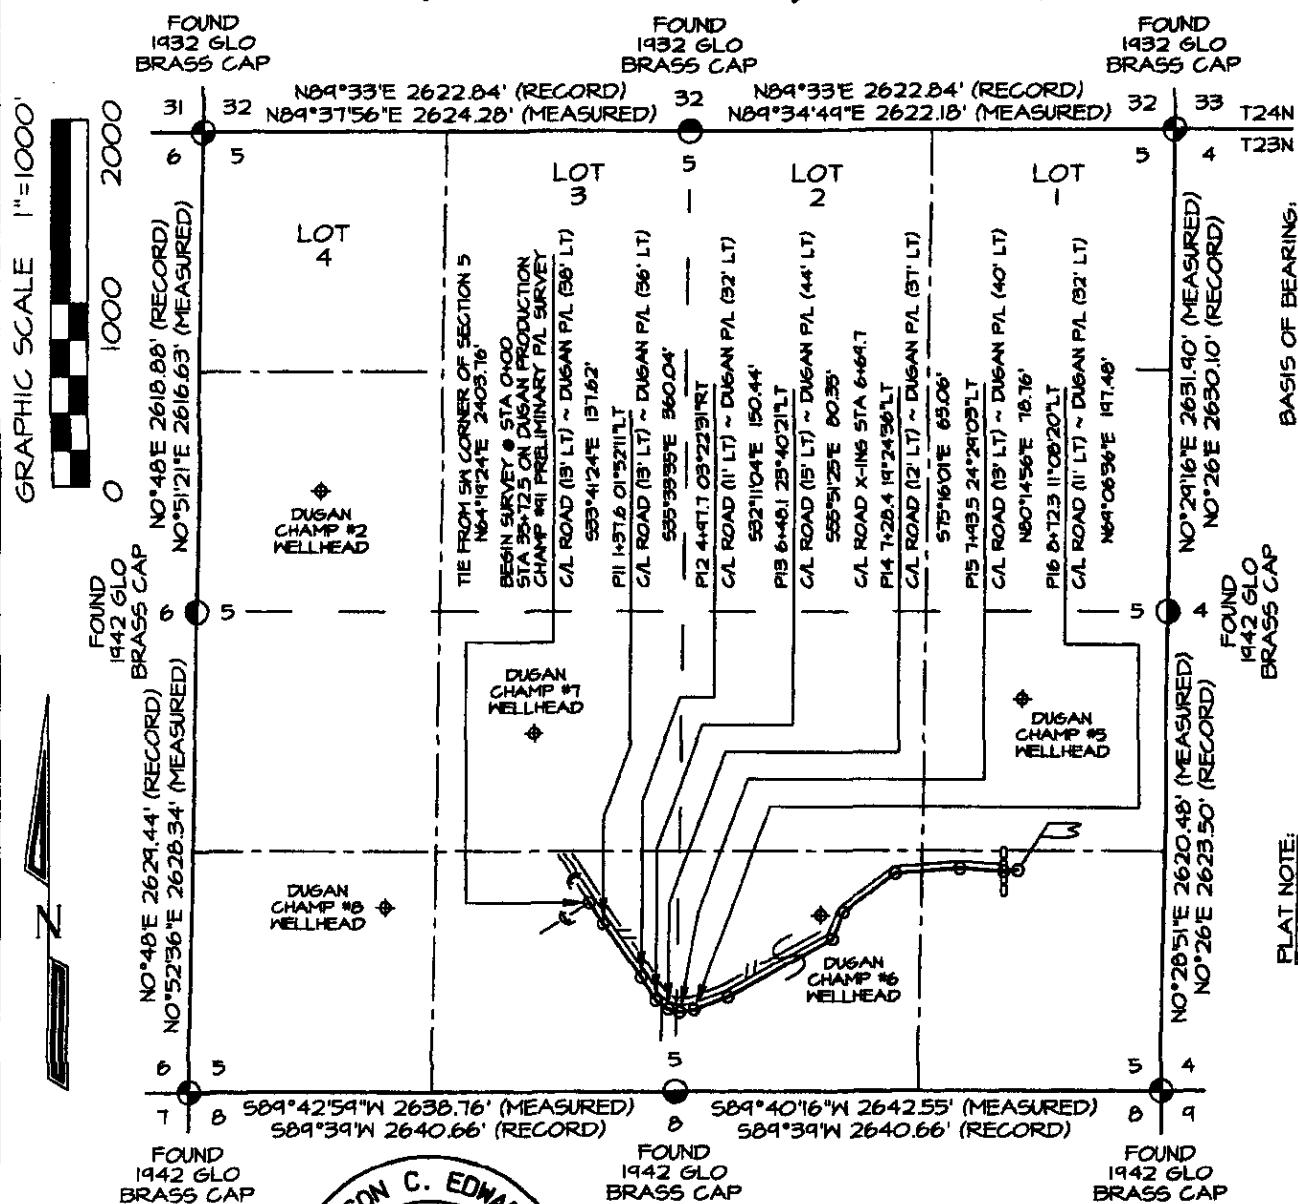 FOUND
1932 GLO
BRASS CAP
FOUND
1932 GLO
BRASS CAP
FOUND
1932 GLO
BRASS CAP
N89°33'E 2622.84' (RECORD)
N89°37'56"E 2624.28' (MEASURED)
N89°33'E 2622.84' (RECORD)
N89°34'49"E 2622.18' (MEASURED)
31 32
6 5
32
5
32 33
5 4
T24N
T23N
GRAPHIC SCALE 1"=1000'
0 1000 2000
LOT
4
LOT
3
LOT
2
LOT
1
N0°48'E 2618.88' (RECORD)
N0°51'21"E 2616.63' (MEASURED)
N0°29'16"E 2631.90' (MEASURED)
N0°26'E 2630.10' (RECORD)
BASIS OF BEARING:
TIE FROM SW CORNER OF SECTION 5
N64°19'24"E 2403.76'
BEGIN SURVEY @ STA 0+00
STA 35+72.5 ON DUGAN PRODUCTION
CHAMP #91 PRELIMINARY P/L SURVEY
C/L ROAD (13' LT) ~ DUGAN P/L (38' LT)
S33°41'24"E 137.62'
PI1 1+37.6 01°52'11"LT
C/L ROAD (13' LT) ~ DUGAN P/L (36' LT)
S35°33'35"E 360.04'
PI2 4+97.7 03°22'31"RT
C/L ROAD (11' LT) ~ DUGAN P/L (32' LT)
S32°11'04"E 150.44'
PI3 6+48.1 23°40'21"LT
C/L ROAD (15' LT) ~ DUGAN P/L (44' LT)
S55°51'25"E 80.35'
C/L ROAD X-ING STA 6+69.7
PI4 7+28.4 19°24'36"LT
C/L ROAD (12' LT) ~ DUGAN P/L (37' LT)
S75°16'01"E 65.06'
PI5 7+93.5 24°29'03"LT
C/L ROAD (13' LT) ~ DUGAN P/L (40' LT)
N80°14'56"E 78.76'
PI6 8+72.3 11°08'20"LT
C/L ROAD (11' LT) ~ DUGAN P/L (32' LT)
N69°06'36"E 197.48'
DUGAN
CHAMP #2
WELLHEAD
FOUND
1942 GLO
BRASS CAP
6 5
5 4
FOUND
1942 GLO
BRASS CAP
DUGAN
CHAMP #7
WELLHEAD
DUGAN
CHAMP #5
WELLHEAD
N0°48'E 2629.44' (RECORD)
N0°52'36"E 2628.34' (MEASURED)
N0°28'51"E 2620.48' (MEASURED)
N0°26'E 2623.50' (RECORD)
PLAT NOTE:
DUGAN
CHAMP #8
WELLHEAD
DUGAN
CHAMP #6
WELLHEAD
N
6 5
7 8
5
8
5 4
8 9
S89°42'59"W 2638.76' (MEASURED)
S89°39'W 2640.66' (RECORD)
S89°40'16"W 2642.55' (MEASURED)
S89°39'W 2640.66' (RECORD)
FOUND
1942 GLO
BRASS CAP
FOUND
1942 GLO
BRASS CAP
FOUND
1942 GLO
BRASS CAP
C.